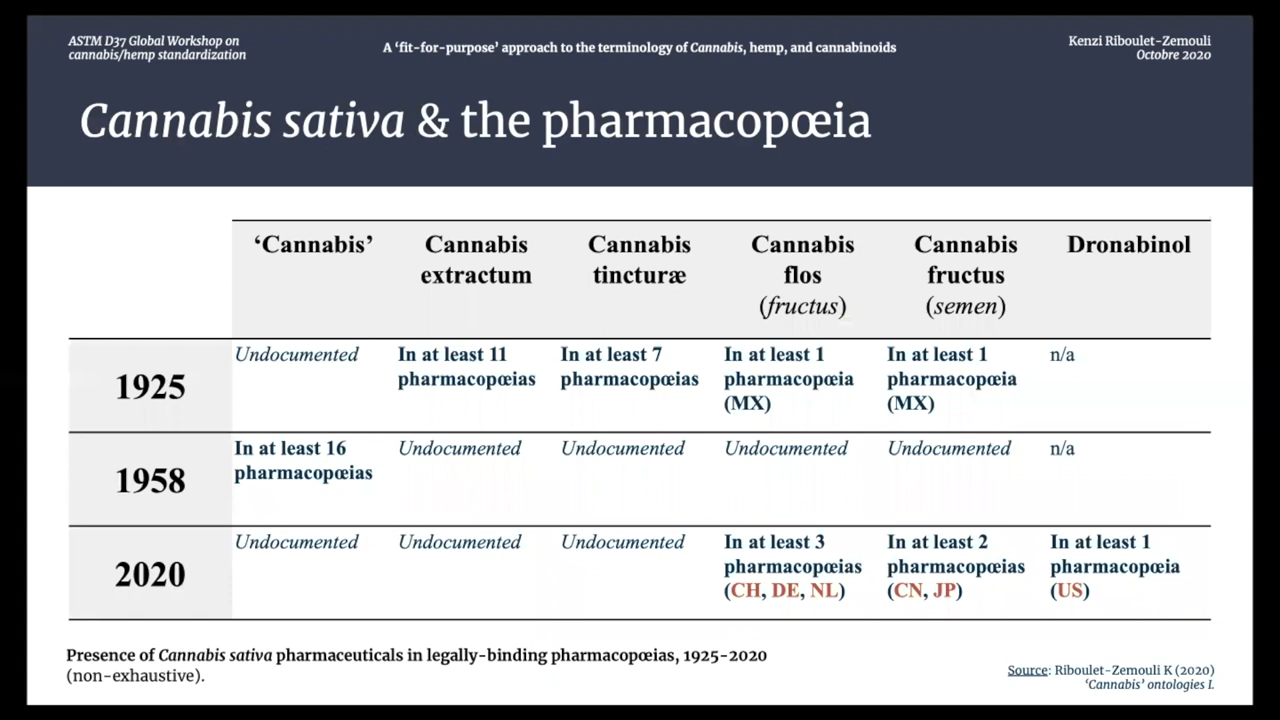 ASTM D37 Global Workshop on
cannabis/hemp standardization
A ‘fit-for-purpose’ approach to the terminology of Cannabis, hemp, and cannabinoids
Kenzi Riboulet-Zemouli
Octobre 2020
Cannabis sativa & the pharmacopœia
‘Cannabis’
Cannabis
extractum
Cannabis
tincturæ
Cannabis
flos
(fructus)
Cannabis
fructus
(semen)
Dronabinol
1925
Undocumented
In at least 11
pharmacopœias
In at least 7
pharmacopœias
In at least 1
pharmacopœia
(MX)
In at least 1
pharmacopœia
(MX)
n/a
1958
In at least 16
pharmacopœias
Undocumented
Undocumented
Undocumented
Undocumented
n/a
2020
Undocumented
Undocumented
Undocumented
In at least 3
pharmacopœias
(CH, DE, NL)
In at least 2
pharmacopœias
(CN, JP)
In at least 1
pharmacopœia
(US)
Presence of Cannabis sativa pharmaceuticals in legally-binding pharmacopœias, 1925-2020
(non-exhaustive).
Source: Riboulet-Zemouli K (2020)
‘Cannabis’ ontologies I.